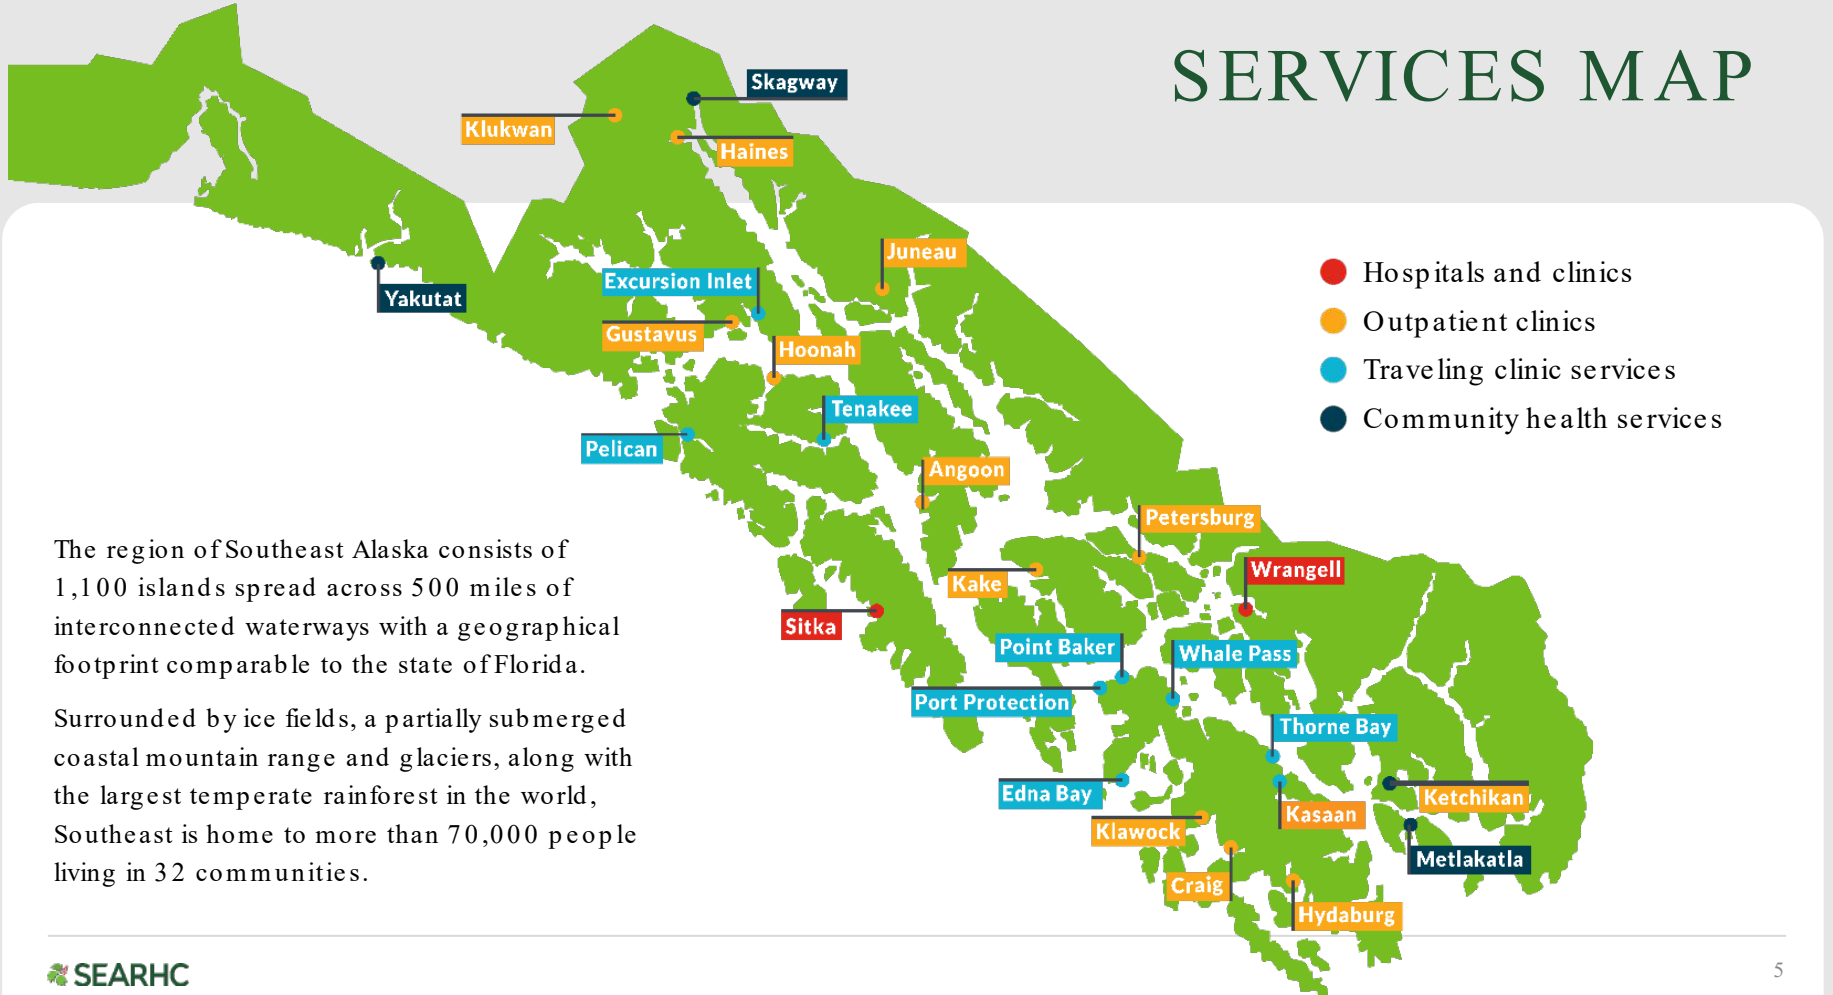 SERVICES MAP
Skagway
Klukwan
Haines
Juneau
Excursion Inlet
Yakutat
Gustavus
Hoonah
Tenakee
Pelican
Angoon
Petersburg
Wrangell
Kake
Sitka
Point Baker
Whale Pass
Port Protection
Thorne Bay
Edna Bay
Ketchikan
Kasaan
Klawock
Metlakatla
Craig
Hydaburg
Hospitals and clinics
Outpatient clinics
Traveling clinic services
Community health services
The region of Southeast Alaska consists of
1,100 islands spread across 500 miles of
interconnected waterways with a geographical
footprint comparable to the state of Florida.
Surrounded by ice fields, a partially submerged
coastal mountain range and glaciers, along with
the largest temperate rainforest in the world,
Southeast is home to more than 70,000 people
living in 32 communities.
SEARHC
5